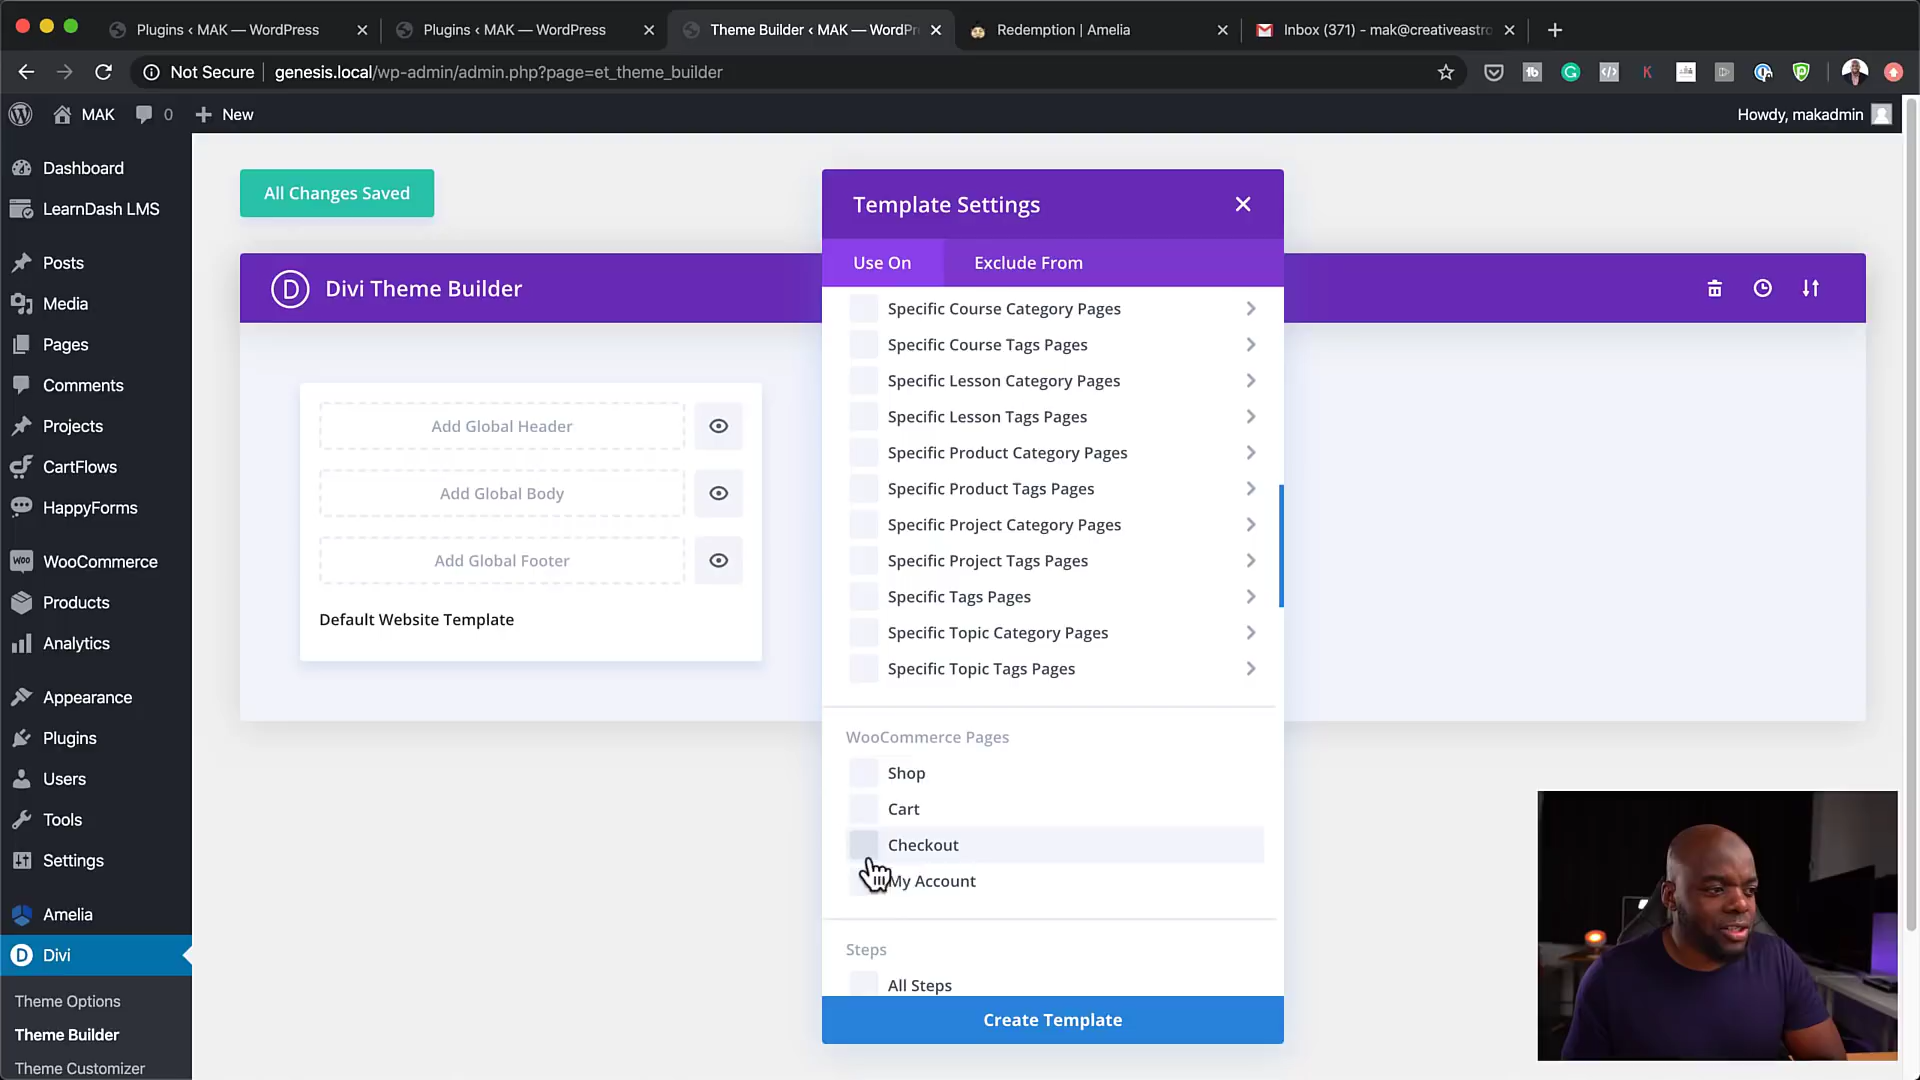 Plugins ‹ MAK — WordPress
Plugins ‹ MAK — WordPress
Theme Builder ‹ MAK — WordPr
Redemption | Amelia
Inbox (371) - mak@creativeastro
Not Secure
genesis.local/wp-admin/admin.php?page=et_theme_builder
MAK
0
New
Howdy, makadmin
Dashboard
LearnDash LMS
Posts
Media
Pages
Comments
Projects
CartFlows
HappyForms
WooCommerce
Products
Analytics
Appearance
Plugins
Users
Tools
Settings
Amelia
Divi
Theme Options
Theme Builder
Theme Customizer
All Changes Saved
D
Divi Theme Builder
Add Global Header
Add Global Body
Add Global Footer
Default Website Template
Template Settings
Use On
Exclude From
Specific Course Category Pages
Specific Course Tags Pages
Specific Lesson Category Pages
Specific Lesson Tags Pages
Specific Product Category Pages
Specific Product Tags Pages
Specific Project Category Pages
Specific Project Tags Pages
Specific Tags Pages
Specific Topic Category Pages
Specific Topic Tags Pages
WooCommerce Pages
Shop
Cart
Checkout
My Account
Steps
All Steps
Create Template